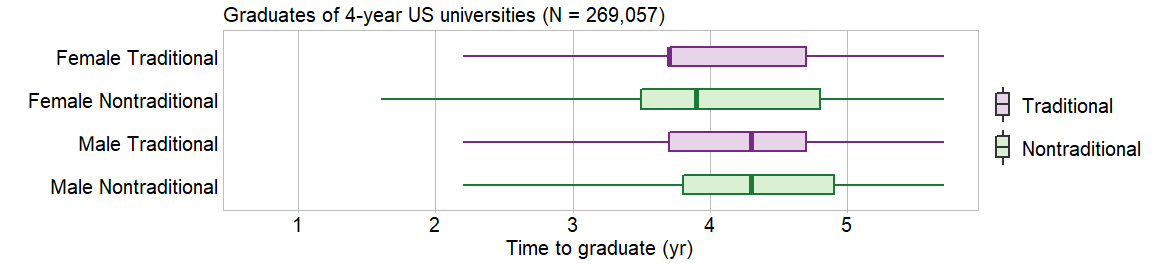 Graduates of 4-year US universities (N = 269,057)
Female Traditional
Female Nontraditional
Male Traditional
Male Nontraditional
Traditional
Nontraditional
1 2 3 4 5
Time to graduate (yr)